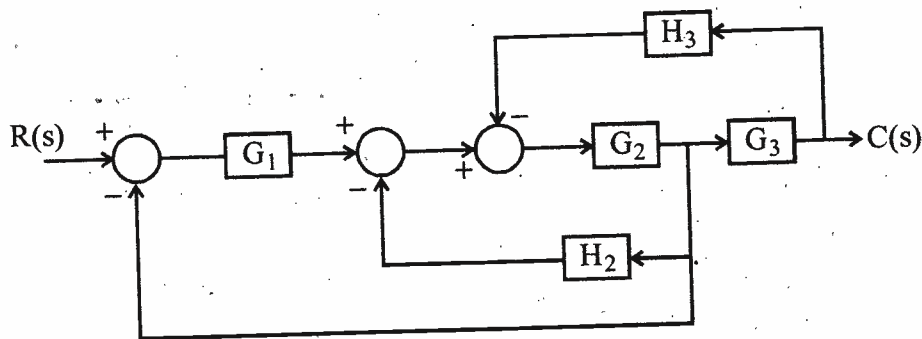 H₃
R(s) + G₁ + − + G₂ G₃ C(s)
− −
H₂